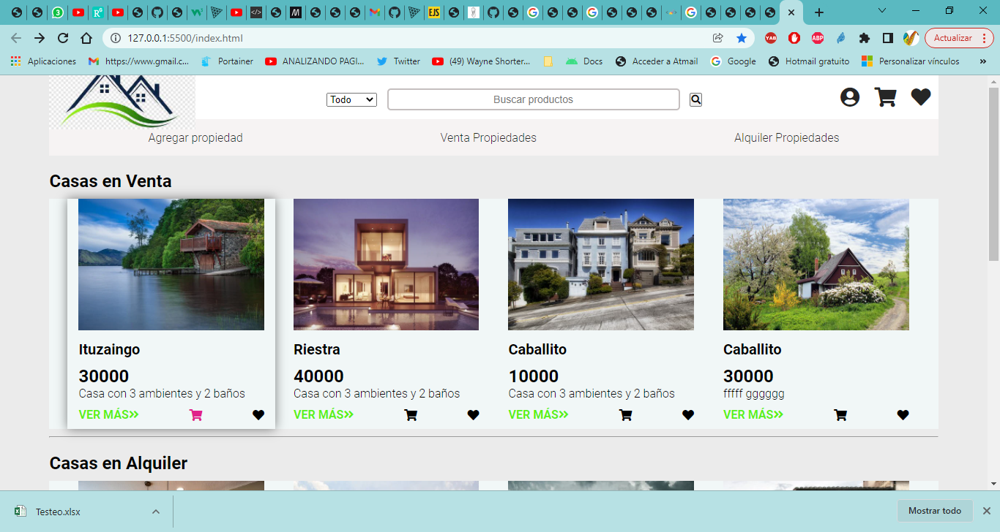 3
R
W
</>
M
EJS
G
G
G
127.0.0.1:5500/index.html
YAB
ABP
Actualizar
Aplicaciones
https://www.gmail.c...
Portainer
ANALIZANDO PAGI...
Twitter
(49) Wayne Shorter...
Docs
Acceder a Atmail
Google
Hotmail gratuito
Personalizar vínculos
»
Todo
Buscar productos
Agregar propiedad
Venta Propiedades
Alquiler Propiedades
Casas en Venta
Ituzaingo
30000
Casa con 3 ambientes y 2 baños
VER MÁS»
Riestra
40000
Casa con 3 ambientes y 2 baños
VER MÁS»
Caballito
10000
Casa con 3 ambientes y 2 baños
VER MÁS»
Caballito
30000
fffff gggggg
VER MÁS»
Casas en Alquiler
Testeo.xlsx
Mostrar todo